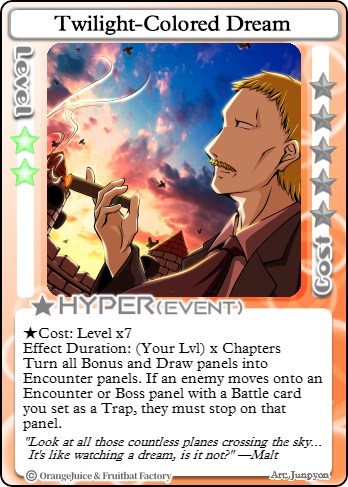 Twilight-Colored Dream
Level
Cost
★HYPER(EVENT)
★Cost: Level x7
Effect Duration: (Your Lvl) x Chapters
Turn all Bonus and Draw panels into
Encounter panels. If an enemy moves onto an
Encounter or Boss panel with a Battle card
you set as a Trap, they must stop on that
panel.
"Look at all those countless planes crossing the sky...
It's like watching a dream, is it not?" —Malt
© OrangeJuice & Fruitbat Factory
Art: Junpyon